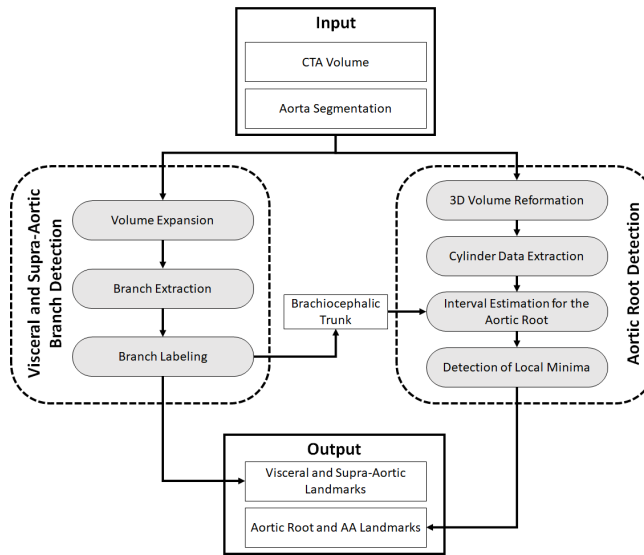 Input
CTA Volume
Aorta Segmentation
Visceral and Supra-Aortic
Branch Detection
Volume Expansion
Branch Extraction
Branch Labeling
Brachiocephalic
Trunk
3D Volume Reformation
Cylinder Data Extraction
Interval Estimation for the
Aortic Root
Detection of Local Minima
Aortic Root Detection
Output
Visceral and Supra-Aortic
Landmarks
Aortic Root and AA Landmarks